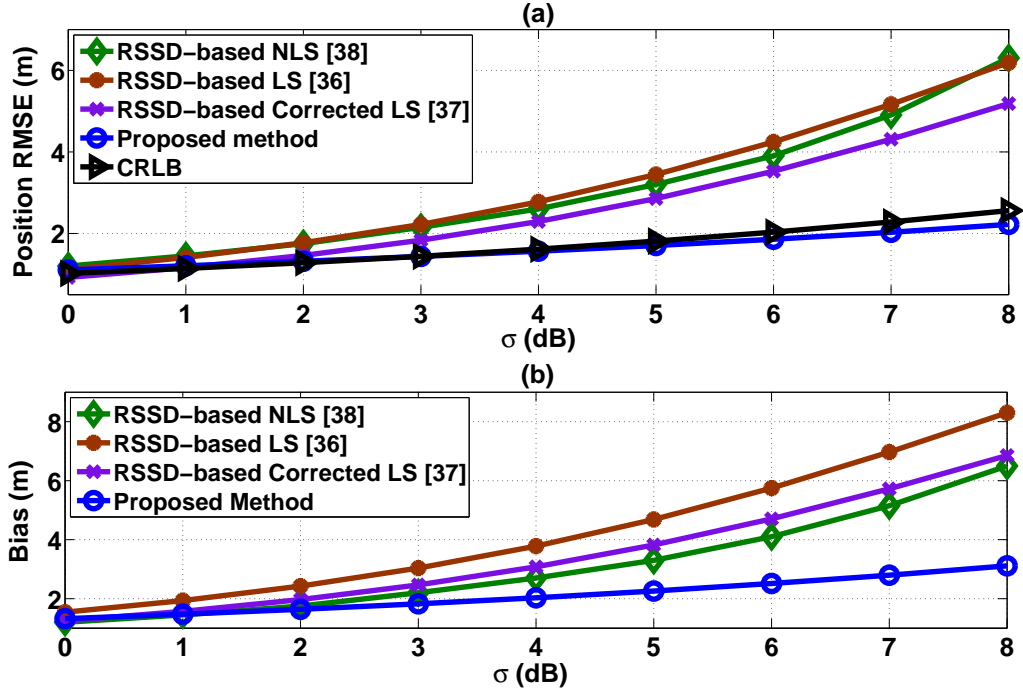 (a)
Position RMSE (m)
6
4
2
RSSD-based NLS [38]
RSSD-based LS [36]
RSSD-based Corrected LS [37]
Proposed method
CRLB
0 1 2 3 4 5 6 7 8
σ (dB)
(b)
Bias (m)
8
6
4
2
RSSD-based NLS [38]
RSSD-based LS [36]
RSSD-based Corrected LS [37]
Proposed Method
0 1 2 3 4 5 6 7 8
σ (dB)